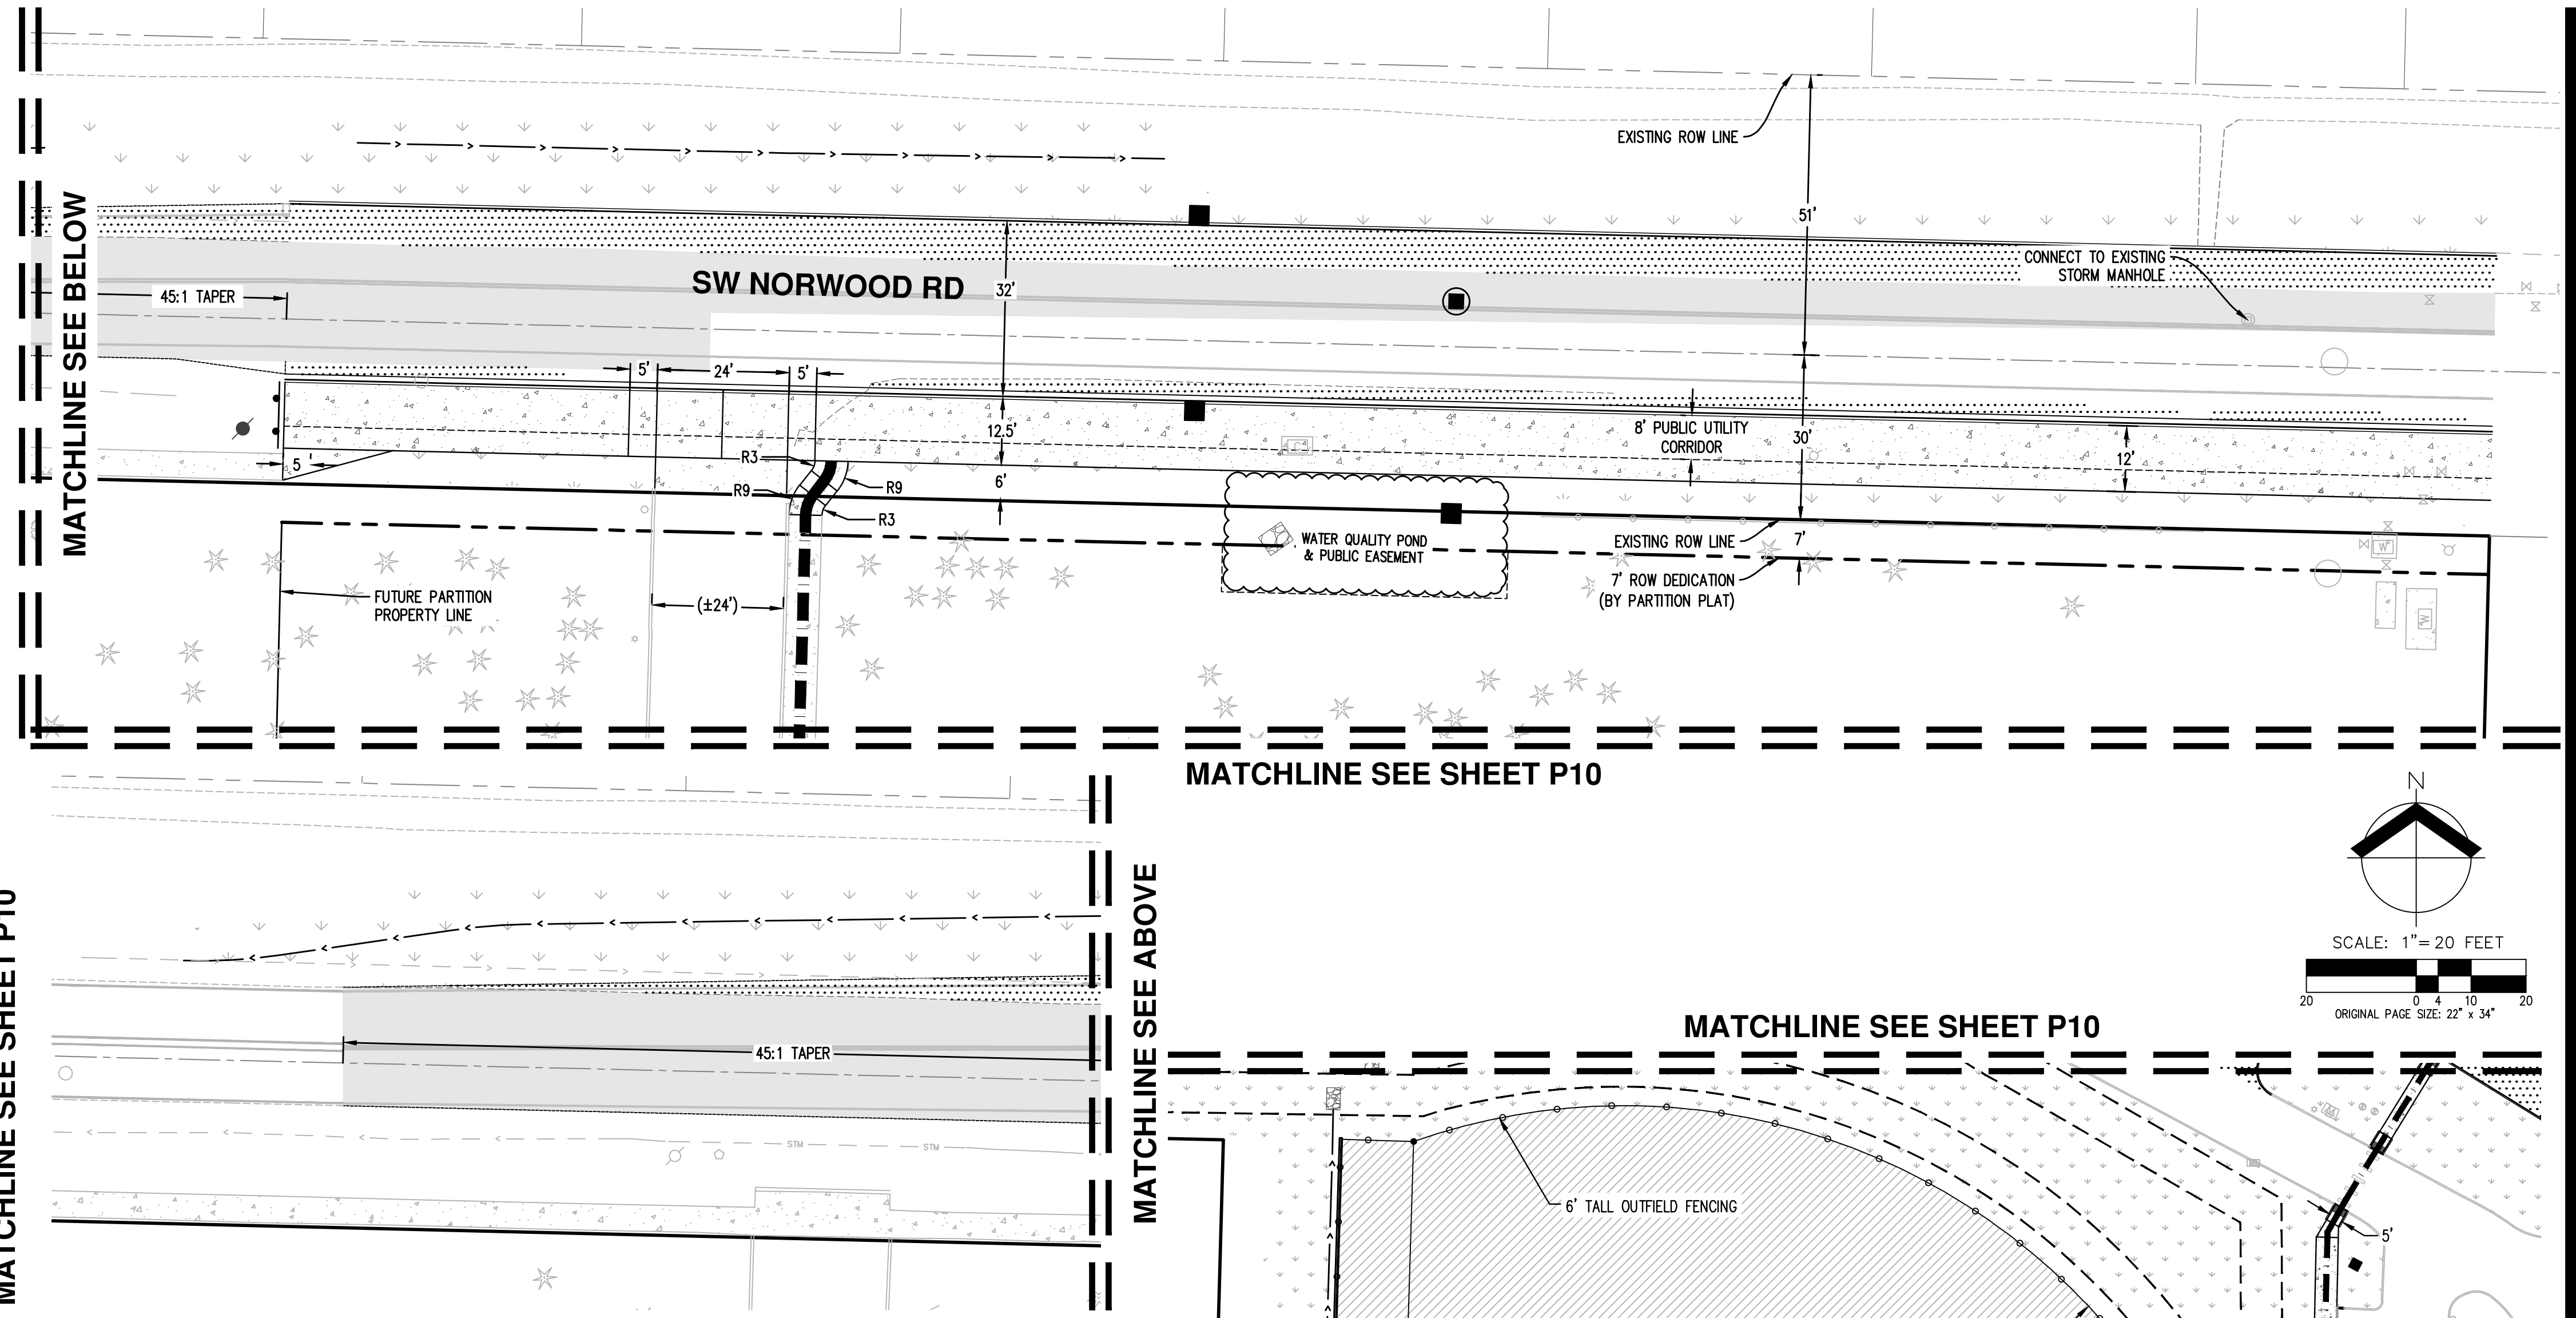 EXISTING ROW LINE
51'
MATCHLINE SEE BELOW
SW NORWOOD RD
32'
45:1 TAPER
CONNECT TO EXISTING
STORM MANHOLE
5'
24'
5'
12.5'
8' PUBLIC UTILITY
CORRIDOR
30'
12'
5'
R3
R9
R9
R3
6'
WATER QUALITY POND
& PUBLIC EASEMENT
EXISTING ROW LINE
7'
7' ROW DEDICATION
(BY PARTITION PLAT)
FUTURE PARTITION
PROPERTY LINE
(±24')
W
W
MATCHLINE SEE SHEET P10
N
MATCHLINE SEE SHEET P10
MATCHLINE SEE ABOVE
45:1 TAPER
STM
STM
SCALE: 1"= 20 FEET
20
0
4
10
20
ORIGINAL PAGE SIZE: 22" x 34"
MATCHLINE SEE SHEET P10
6' TALL OUTFIELD FENCING
5'